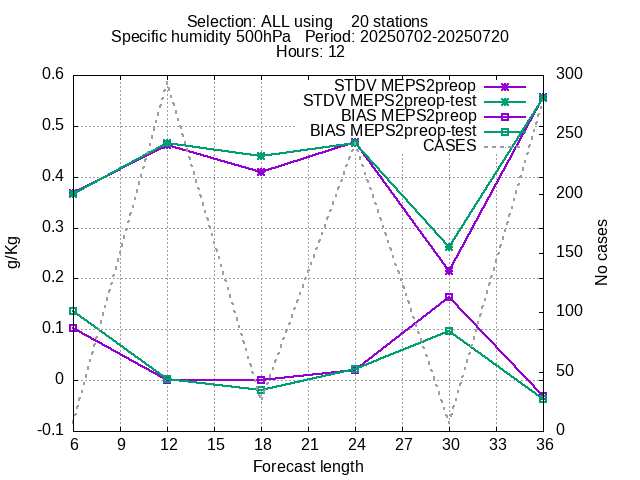 Selection: ALL using    20 stations
Specific humidity 500hPa   Period: 20250702-20250720
Hours: 12
STDV MEPS2preop
STDV MEPS2preop-test
BIAS MEPS2preop
BIAS MEPS2preop-test
CASES
0.6
0.5
0.4
0.3
0.2
0.1
0
-0.1
g/Kg
300
250
200
150
100
50
0
No cases
6 9 12 15 18 21 24 27 30 33 36
Forecast length